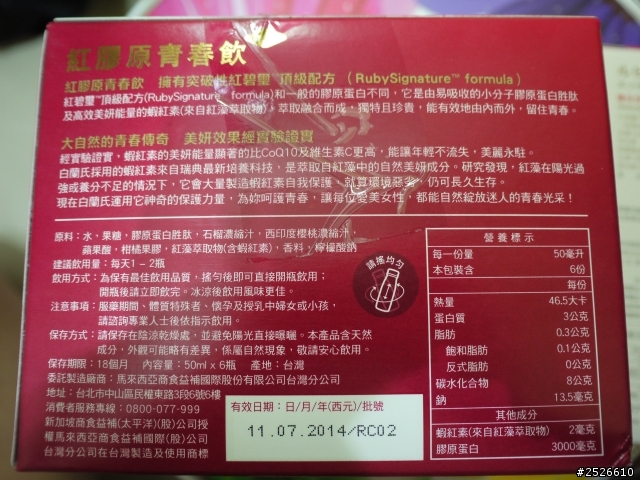 紅膠原青春飲
紅膠原青春飲 擁有突破性紅碧璽 頂級配方 (RubySignature™ formula)
紅碧璽™頂級配方(RubySignature™ formula)和一般的膠原蛋白不同，它是由易吸收的小分子膠原蛋白胜肽
及高效美妍能量的蝦紅素(來自紅藻萃取物)，萃取融合而成，獨特且珍貴，能有效地由內而外，留住青春。
大自然的青春傳奇 美妍效果經實驗證實
經實驗證實，蝦紅素的美妍能量顯著的比CoQ10及維生素C更高，能讓年輕不流失，美麗永駐。
白蘭氏採用的蝦紅素來自瑞典最新培養科技，是萃取自紅藻中的自然美妍成分。研究發現，紅藻在陽光過
強或養分不足的情況下，它會大量製造蝦紅素自我保護，就算環境惡劣，仍可長久生存。
現在白蘭氏運用它神奇的保護力量，為妳呵護青春，讓每位愛美女性，都能自然綻放迷人的青春光采！
原料：水，果糖，膠原蛋白胜肽，石榴濃縮汁，西印度櫻桃濃縮汁，
蘋果酸，柑橘果膠，紅藻萃取物(含蝦紅素)，香料，檸檬酸鈉
建議飲用量：每天1－2瓶
飲用方式：為保有最佳飲用品質，搖勻後即可直接開瓶飲用；
開瓶後請立即飲完。冰涼後飲用風味更佳。
注意事項：服藥期間、體質特殊者、懷孕及授乳中婦女或小孩，
請諮詢專業人士後依指示飲用。
保存方式：請保存在陰涼乾燥處，並避免陽光直接曝曬。本產品含天然
成分，外觀可能略有差異，係屬自然現象，敬請安心飲用。
保存期限：18個月 內容量：50ml x 6瓶 產地：台灣
委託製造廠商：馬來西亞商食益補國際股份有限公司台灣分公司
地址：台北市中山區民權東路3段6號6樓
消費者服務專線：0800-077-999
新加坡商食益補(太平洋)(股)公司授
權馬來西亞商食益補國際(股)公司
台灣分公司在台灣製造及使用商標
請搖均勻
有效日期：日/月/年(西元)/批號
11.07.2014/RC02
營養標示
每一份量 50毫升
本包裝含 6份
每份
熱量 46.5大卡
蛋白質 3公克
脂肪 0.3公克
飽和脂肪 0.1公克
反式脂肪 0公克
碳水化合物 8公克
鈉 13.5毫克
其他成分
蝦紅素(來自紅藻萃取物) 2毫克
膠原蛋白 3000毫克
#2526610